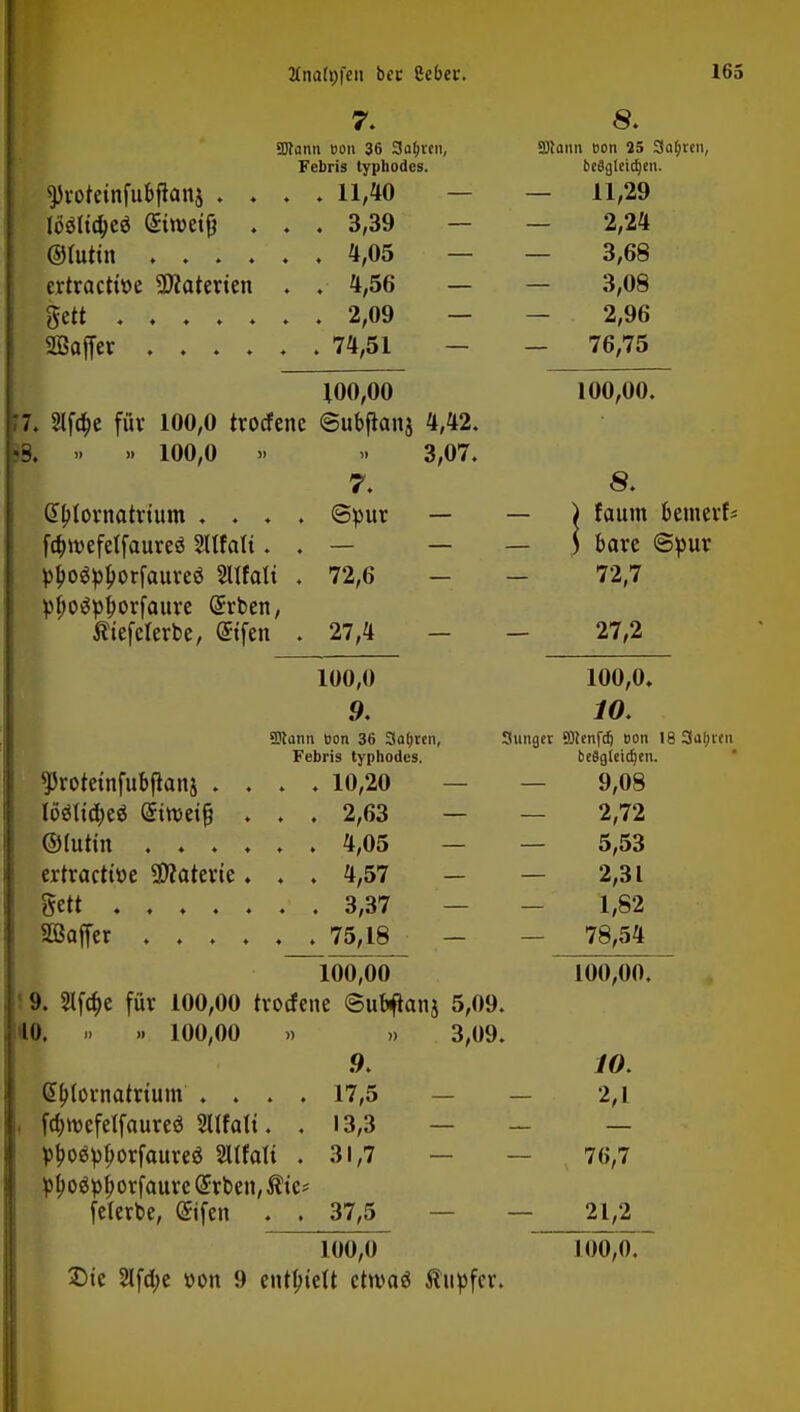 Analysen der Leber. 165
7. 8.
Mann von 36 Jahren, Mann von 25 Jahren,
Febris typhodes. desgleichen.
Proteinsubstanz . . . . 11,40 — — 11,29
lösliches Eiweiß . . . 3,39 — — 2,24
Glutin . . . . . . 4,05 — — 3,68
extractive Materien . . 4,56 — — 3,08
Fett . . . . . . . . 2,09 — — 2,96
Wasser . . . . . . 74,51 — — 76,75
100,00 100,00.
7. Asche für 100,0 trockene Substanz 4,42.
8. » » 100,0 » » 3,07.
7. 8.
Chlornatrium . . . . Spur — — } kaum bemerk-
schwefelsaures Alkali . . — — — } bare Spur
phosphorsaures Alkali . 72,6 — — 72,7
phosphorsaure Erden,
Kieselerde, Eisen . 27,4 — — 27,2
100,0 100,0.
9. 10.
Mann von 36 Jahren, Junger Mensch von 18 Jahren
Febris typhodes. desgleichen.
Proteinsubstanz . . . . 10,20 — — 9,08
lösliches Eiweiß . . . 2,63 — — 2,72
Glutin . . . . . . 4,05 — — 5,53
extractive Materie . . . 4,57 — — 2,31
Fett . . . . . . . . 3,37 — — 1,82
Wasser . . . . . . 75,18 — — 78,54
100,00 100,00.
9. Asche für 100,00 trockene Substanz 5,09.
10. » » 100,00 » » 3,09.
9. 10.
Chlornatrium . . . . 17,5 — — 2,1
schwefelsaures Alkali . . 13,3 — — —
phosphorsaures Alkali . 31,7 — — 76,7
phosphorsaure Erden, Kie-
selerde, Eisen . . 37,5 — — 21,2
100,0 100,0.
Die Asche von 9 enthielt etwas Kupfer.